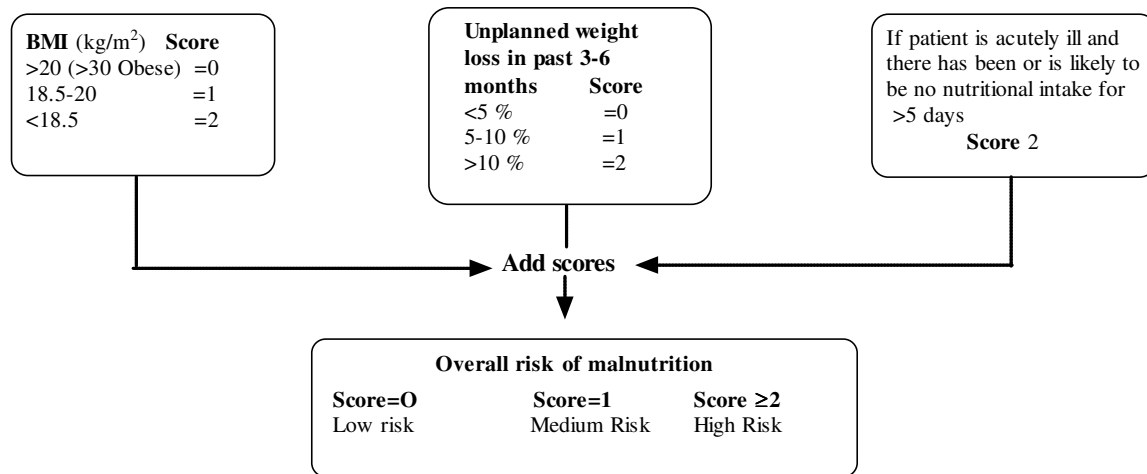 BMI (kg/m²) Score
>20 (>30 Obese) =0
18.5-20 =1
<18.5 =2
Unplanned weight
loss in past 3-6
months Score
<5 % =0
5-10 % =1
>10 % =2
If patient is acutely ill and
there has been or is likely to
be no nutritional intake for
>5 days
Score 2
Add scores
Overall risk of malnutrition
Score=O Score=1 Score ≥2
Low risk Medium Risk High Risk